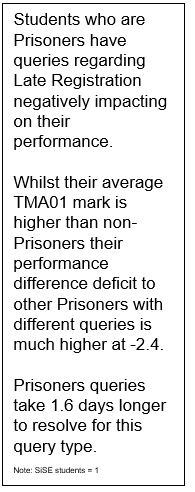 Students who are
Prisoners have
queries regarding
Late Registration
negatively impacting
on their
performance.
Whilst their average
TMA01 mark is
higher than non-
Prisoners their
performance
difference deficit to
other Prisoners with
different queries is
much higher at -2.4.
Prisoners queries
take 1.6 days longer
to resolve for this
query type.
Note: SiSE students = 1